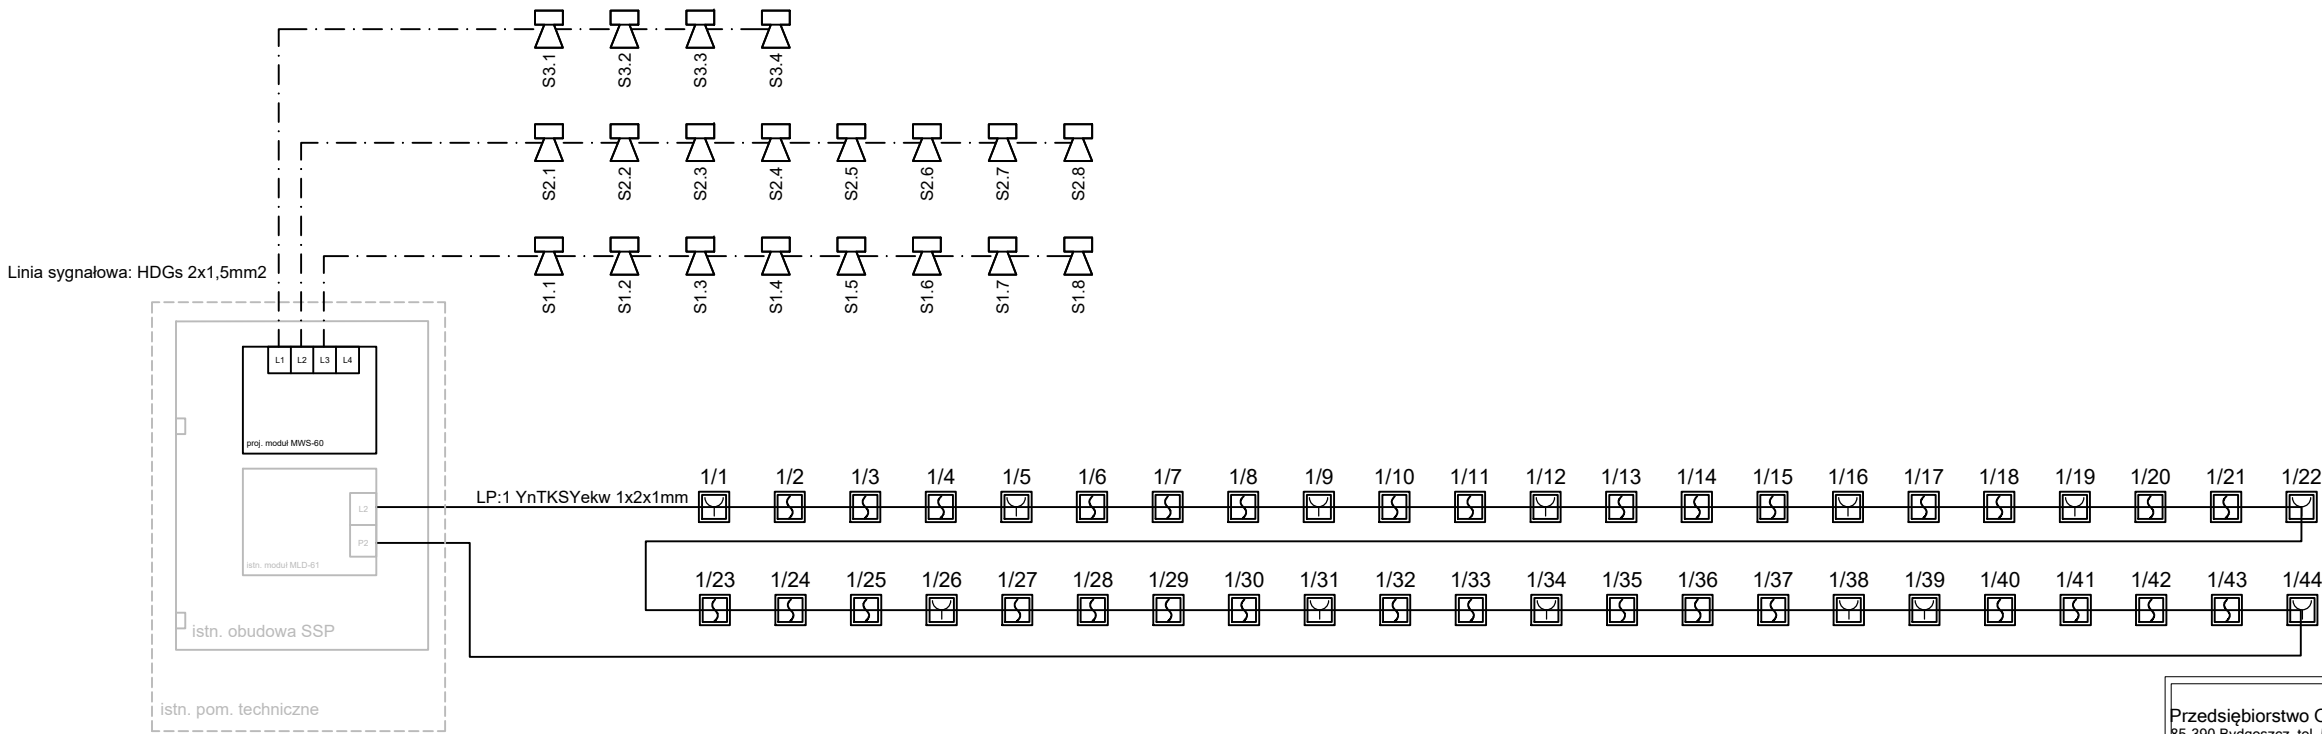 S3.1 S3.2 S3.3 S3.4
S2.1 S2.2 S2.3 S2.4 S2.5 S2.6 S2.7 S2.8
Linia sygnałowa: HDGs 2x1,5mm2
S1.1 S1.2 S1.3 S1.4 S1.5 S1.6 S1.7 S1.8
L1 L2 L3 L4
proj. moduł MWS-60
1/1 1/2 1/3 1/4 1/5 1/6 1/7 1/8 1/9 1/10 1/11 1/12 1/13 1/14 1/15 1/16 1/17 1/18 1/19 1/20 1/21 1/22
LP:1 YnTKSYekw 1x2x1mm
L2
P2
istn. moduł MLD-61
1/23 1/24 1/25 1/26 1/27 1/28 1/29 1/30 1/31 1/32 1/33 1/34 1/35 1/36 1/37 1/38 1/39 1/40 1/41 1/42 1/43 1/44
istn. obudowa SSP
istn. pom. techniczne
Przedsiębiorstwo
85-390 Bydgoszcz, tel.